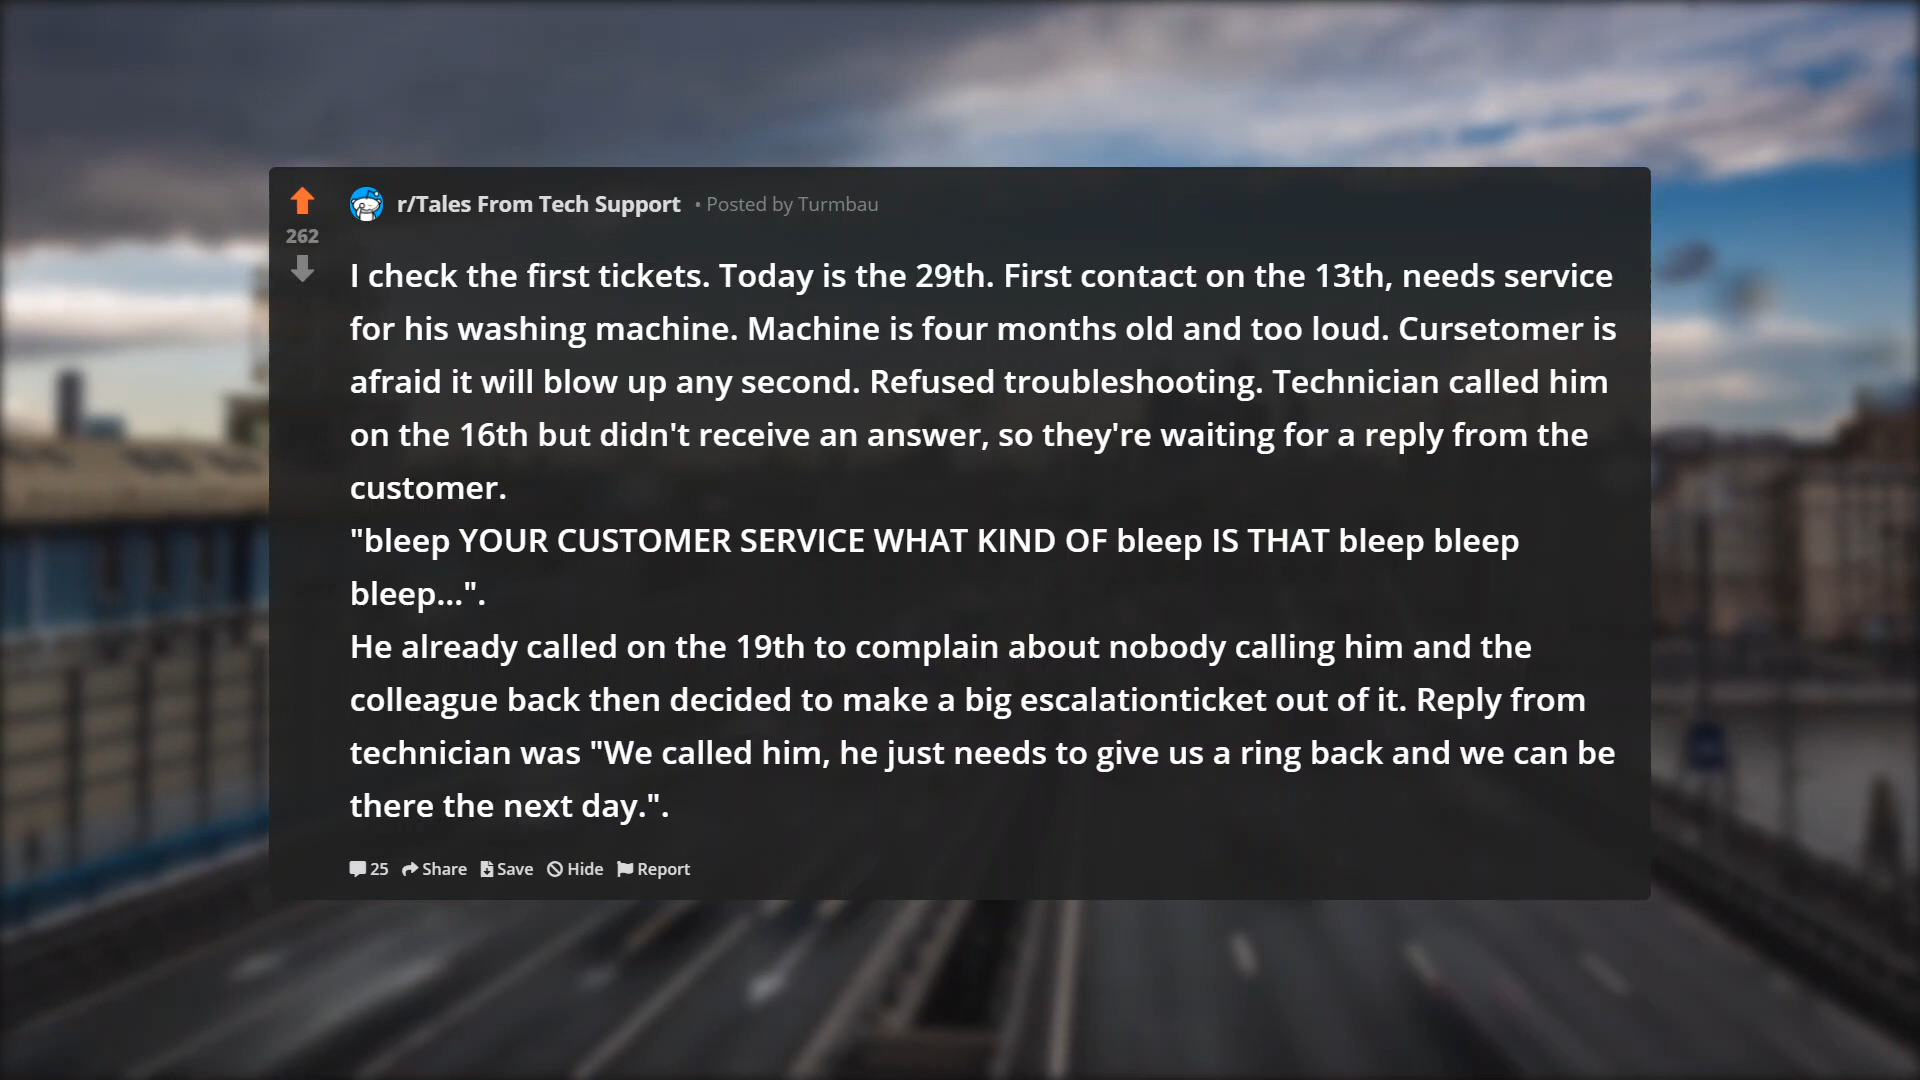 r/Tales From Tech Support • Posted by Turmbau
262
I check the first tickets. Today is the 29th. First contact on the 13th, needs service
for his washing machine. Machine is four months old and too loud. Cursetomer is
afraid it will blow up any second. Refused troubleshooting. Technician called him
on the 16th but didn't receive an answer, so they're waiting for a reply from the
customer.
"bleep YOUR CUSTOMER SERVICE WHAT KIND OF bleep IS THAT bleep bleep
bleep...".
He already called on the 19th to complain about nobody calling him and the
colleague back then decided to make a big escalationticket out of it. Reply from
technician was "We called him, he just needs to give us a ring back and we can be
there the next day.".
25 Share Save Hide Report